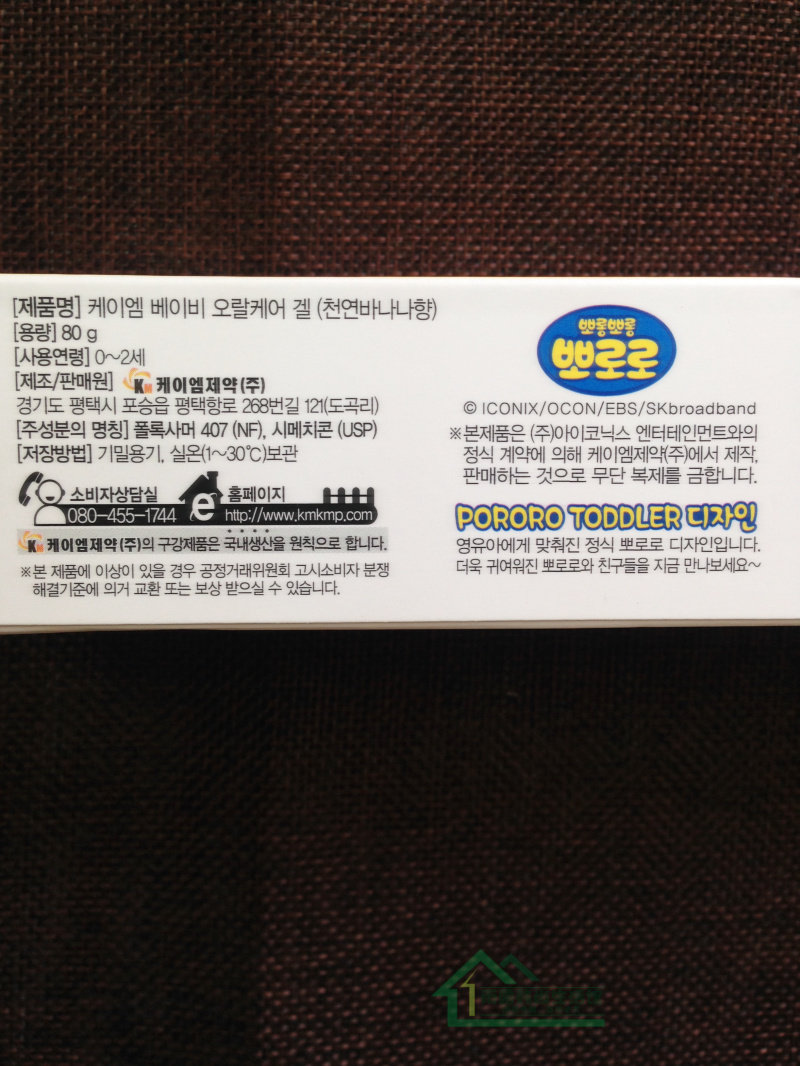 [제품명] 케이엠 베이비 오랄케어 겔 (천연바나나향)
[용량] 80 g
[사용연령] 0~2세
[제조/판매원] KM 케이엠제약(주)
경기도 평택시 포승읍 평택항로 268번길 121(도곡리)
[주성분의 명칭] 폴록사머 407 (NF), 시메치콘 (USP)
[저장방법] 기밀용기, 실온(1~30℃)보관
소비자상담실
080-455-1744
e 홈페이지
http://www.kmkmp.com
KM 케이엠제약(주)의 구강제품은 국내생산을 원칙으로 합니다.
※본 제품에 이상이 있을 경우 공정거래위원회 고시소비자 분쟁
해결기준에 의거 교환 또는 보상 받으실 수 있습니다.
뽀롱뽀롱
뽀로로
© ICONIX/OCON/EBS/SKbroadband
※본제품은 (주)아이코닉스 엔터테인먼트와의
정식 계약에 의해 케이엠제약(주)에서 제작,
판매하는 것으로 무단 복제를 금합니다.
PORORO TODDLER 디자인
영유아에게 맞춰진 정식 뽀로로 디자인입니다.
더욱 귀여워진 뽀로로와 친구들을 지금 만나보세요~